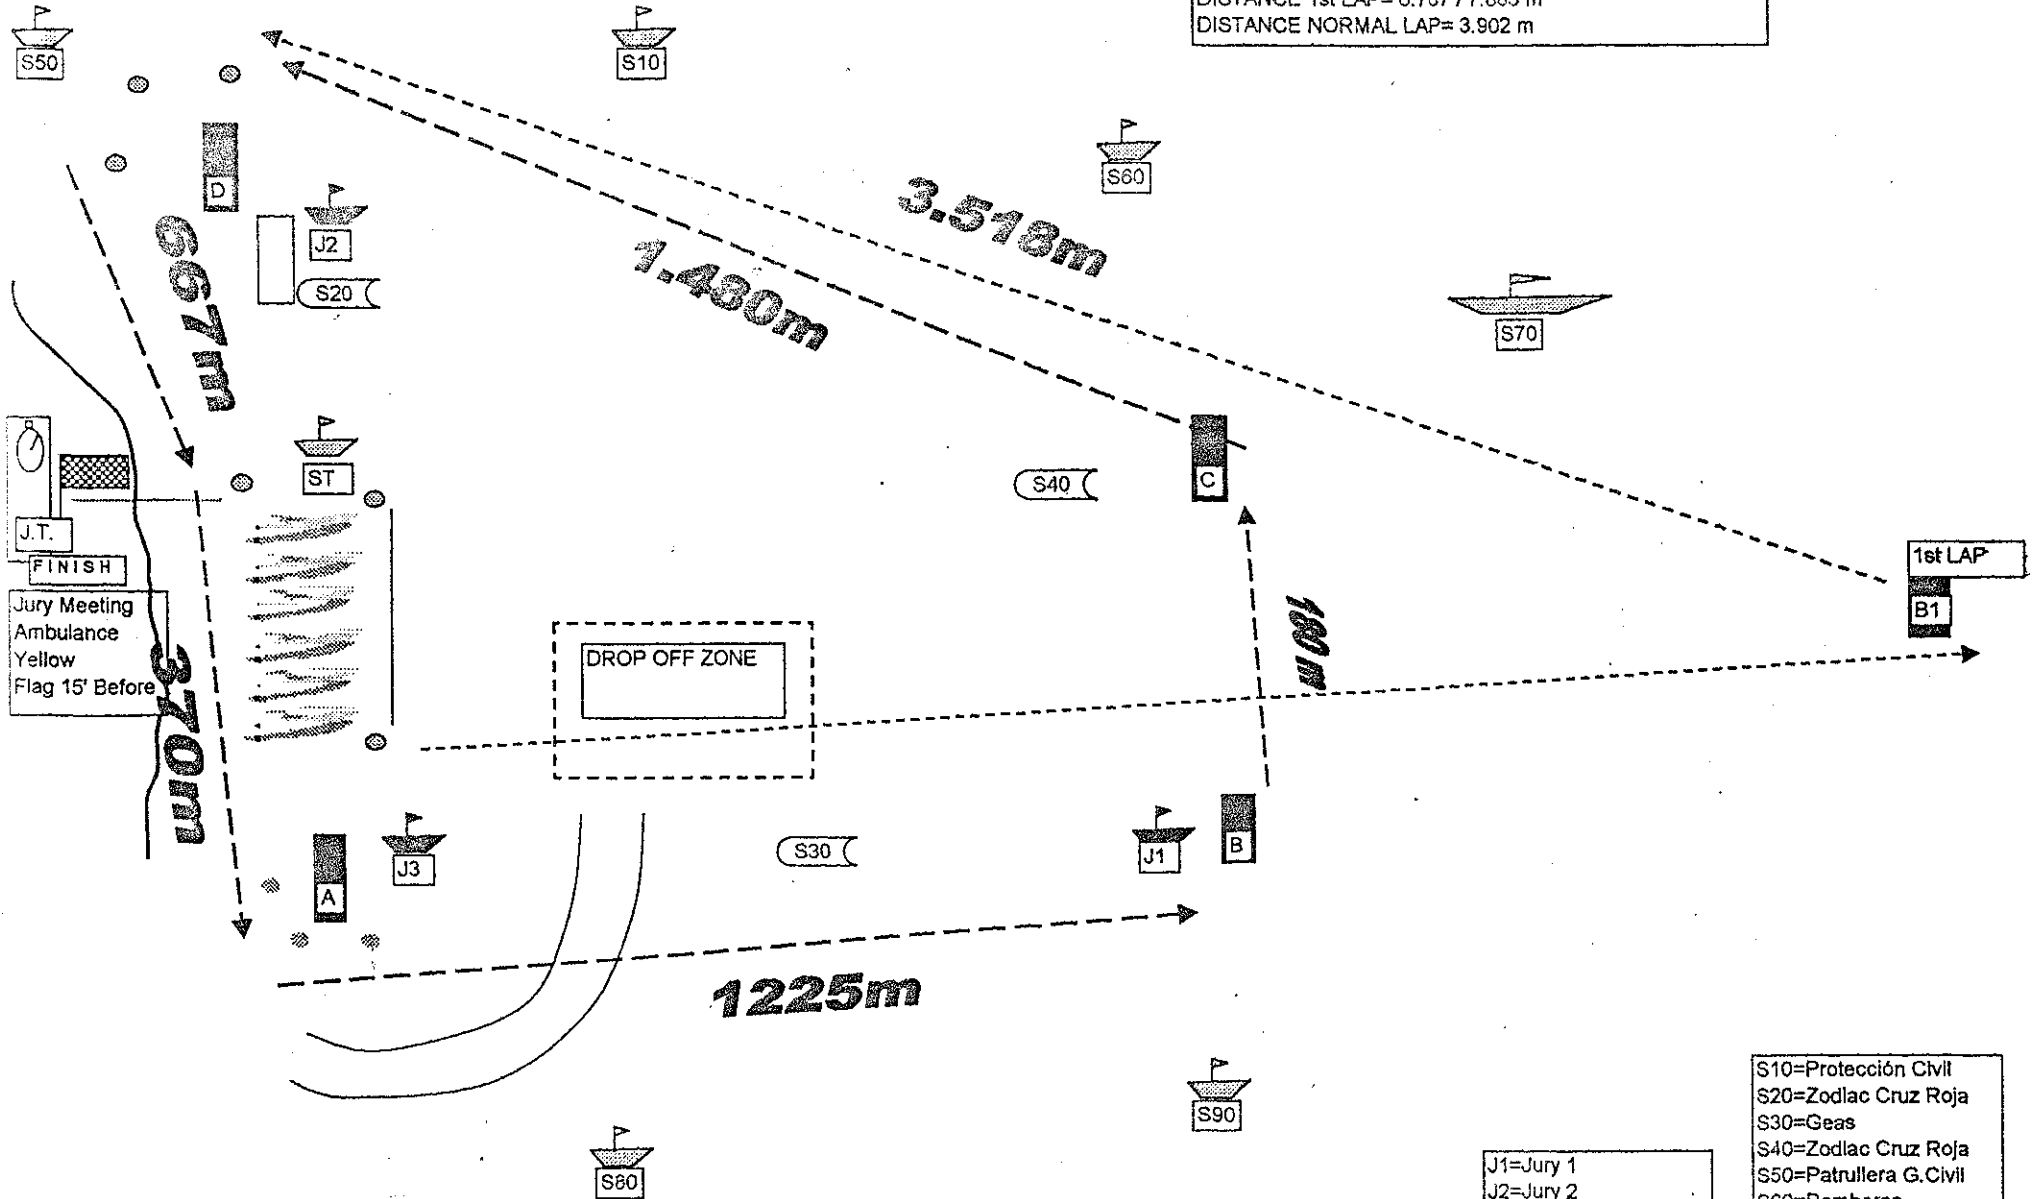 DISTANCE NORMAL LAP= 3.902 m
S50
S10
S60
D
J2
S20
667m
3.518m
1.430m
S70
ST
J.T.
FINISH
S40
C
1st LAP
B1
Jury Meeting
Ambulance
Yellow
Flag 15' Before
370m
DROP OFF ZONE
180m
A
J3
S30
J1
B
1225m
S90
S80
S10=Protección Civil
S20=Zodiac Cruz Roja
S30=Geas
S40=Zodiac Cruz Roja
S50=Patrullera G.Civil
J1=Jury 1
J2=Jury 2